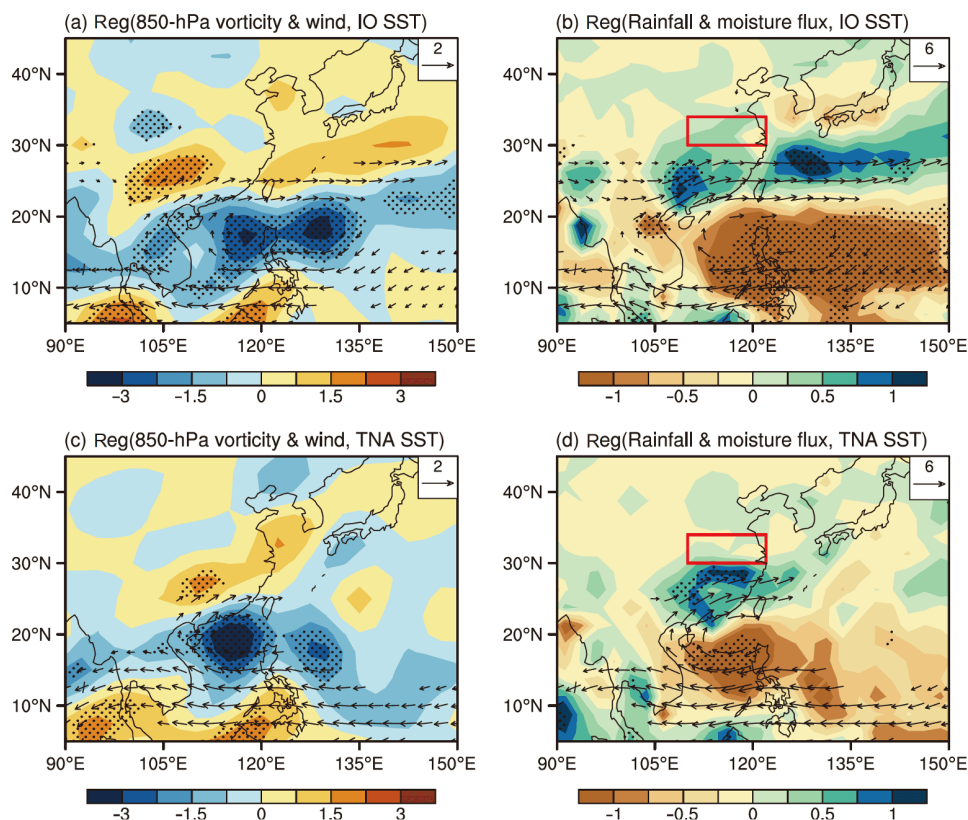 (a) Reg(850-hPa vorticity & wind, IO SST)
2
40°N
30°N
20°N
10°N
90°E 105°E 120°E 135°E 150°E
−3 −1.5 0 1.5 3
(b) Reg(Rainfall & moisture flux, IO SST)
6
40°N
30°N
20°N
10°N
90°E 105°E 120°E 135°E 150°E
−1 −0.5 0 0.5 1
(c) Reg(850-hPa vorticity & wind, TNA SST)
2
40°N
30°N
20°N
10°N
90°E 105°E 120°E 135°E 150°E
−3 −1.5 0 1.5 3
(d) Reg(Rainfall & moisture flux, TNA SST)
6
40°N
30°N
20°N
10°N
90°E 105°E 120°E 135°E 150°E
−1 −0.5 0 0.5 1